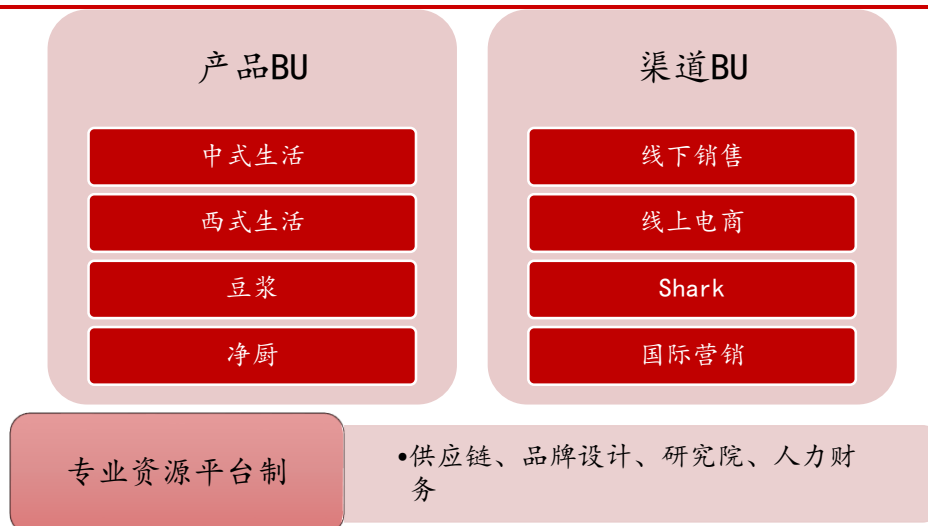 产品BU
中式生活
西式生活
豆浆
净厨
渠道BU
线下销售
线上电商
Shark
国际营销
专业资源平台制
•供应链、品牌设计、研究院、人力财
务